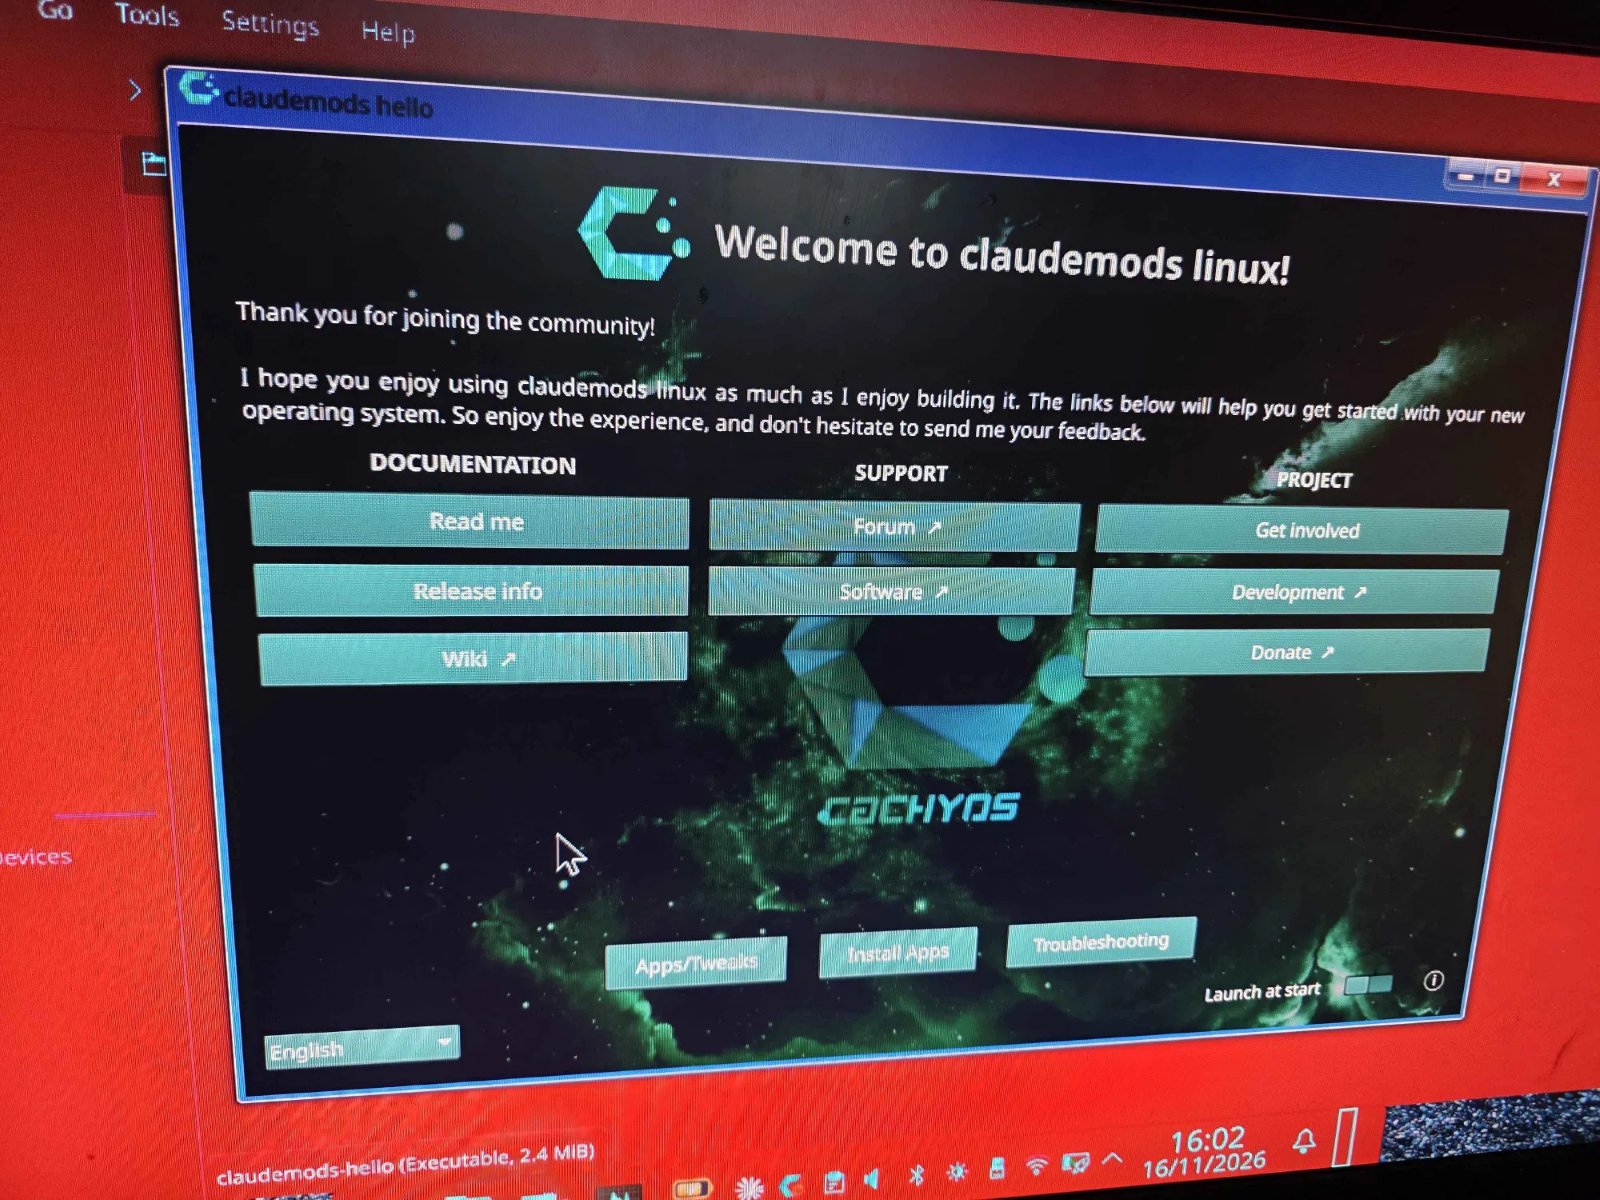 Go Tools Settings Help
claudemods hello
Welcome to claudemods linux!
Thank you for joining the community!
I hope you enjoy using claudemods linux as much as I enjoy building it. The links below will help you get started with your new
operating system. So enjoy the experience, and don't hesitate to send me your feedback.
DOCUMENTATION SUPPORT PROJECT
Read me Forum ↗ Get involved
Release info Software ↗ Development ↗
Wiki ↗ Donate ↗
CACHYOS
evices
Apps/Tweaks Install Apps Troubleshooting
Launch at start
English
claudemods-hello (Executable, 2.4 MiB)
16:02
16/11/2026